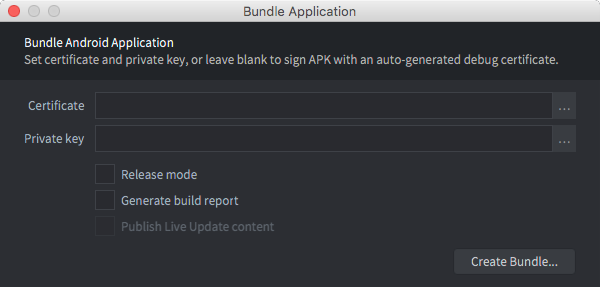 Bundle Application
Bundle Android Application
Set certificate and private key, or leave blank to sign APK with an auto-generated debug certificate.
Certificate ...
Private key ...
Release mode
Generate build report
Publish Live Update content
Create Bundle...